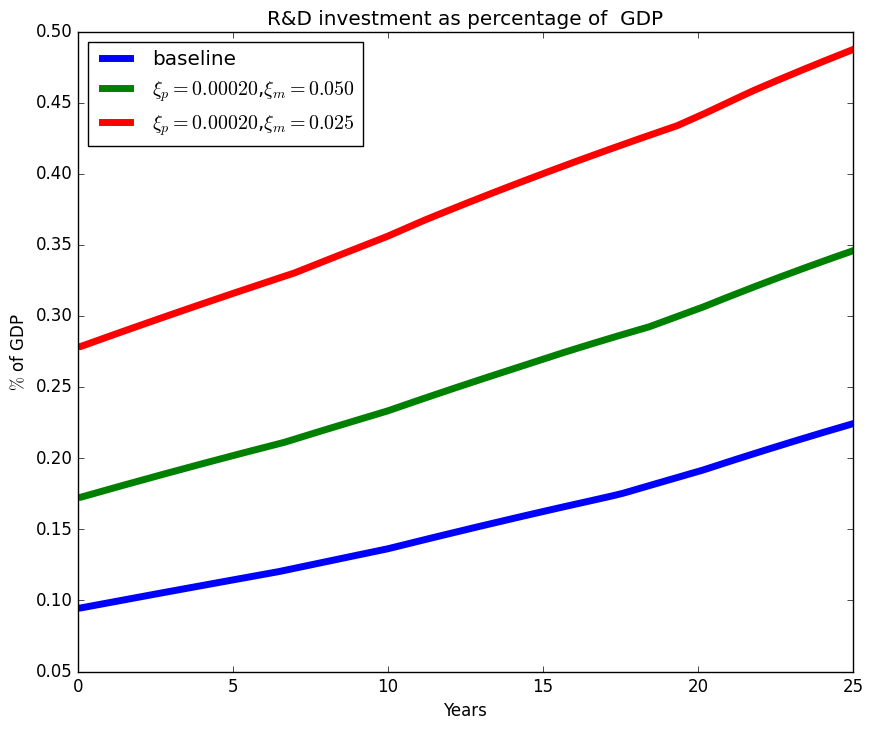 R&D investment as percentage of GDP
0.50
0.45
0.40
0.35
0.30
0.25
0.20
0.15
0.10
0.05
% of GDP
baseline
ξp = 0.00020,ξm = 0.050
ξp = 0.00020,ξm = 0.025
0 5 10 15 20 25
Years